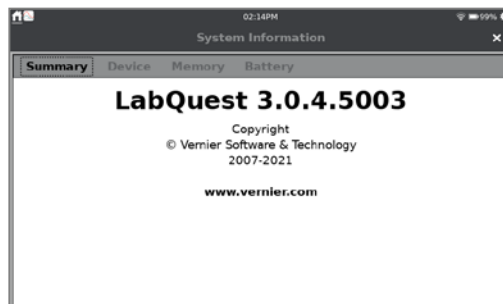 02:14PM
99%
System Information
×
Summary Device Memory Battery
LabQuest 3.0.4.5003
Copyright
© Vernier Software & Technology
2007-2021
www.vernier.com